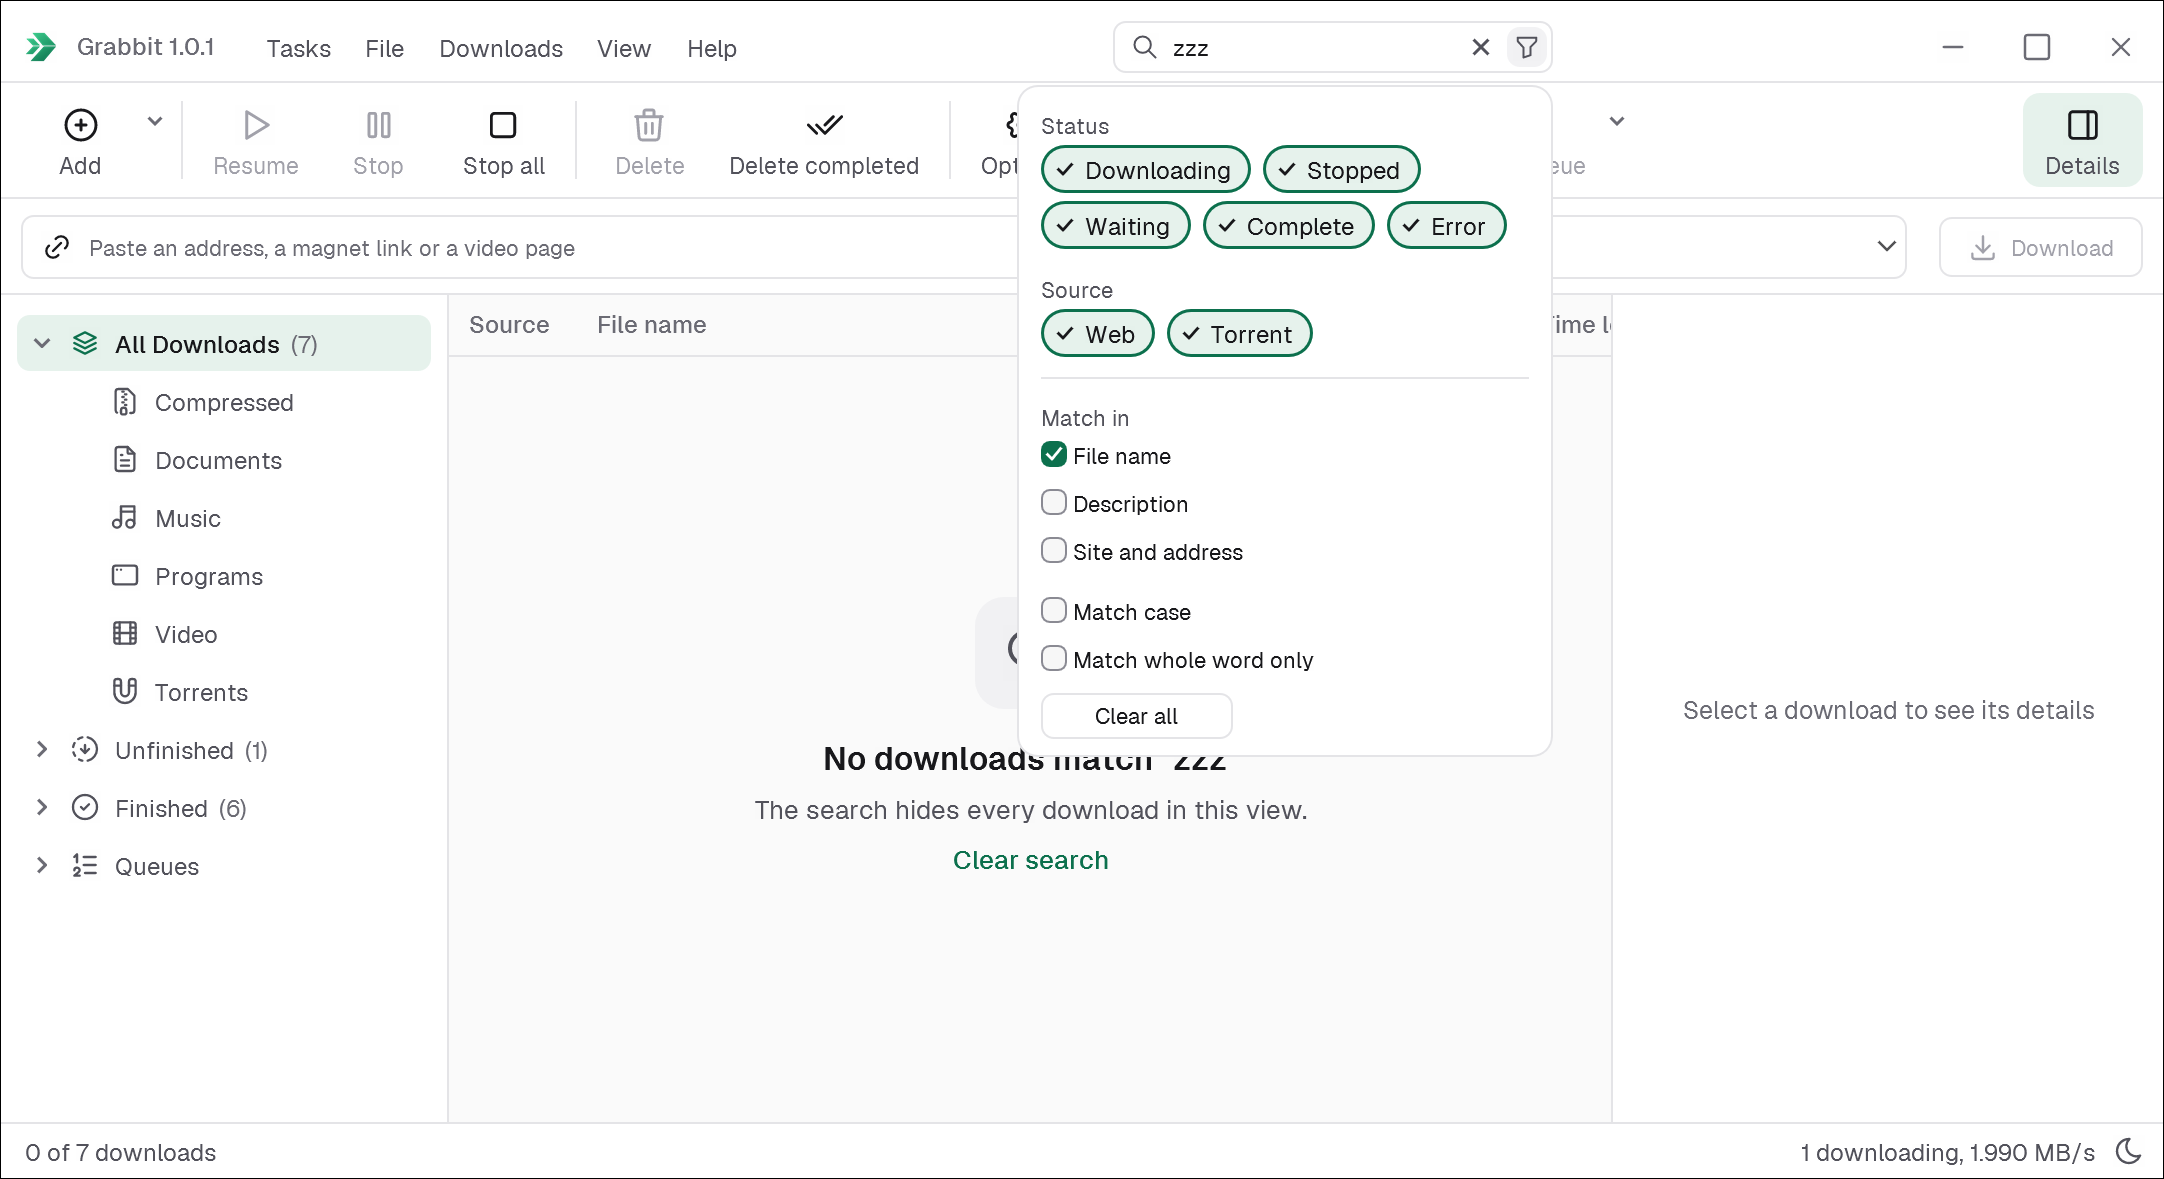 Grabbit 1.0.1 Tasks File Downloads View Help zzz
Add Resume Stop Stop all Delete Delete completed Details
Paste an address, a magnet link or a video page Download
Status
Downloading Stopped
Waiting Complete Error
Source
Web Torrent
Match in
File name
Description
Site and address
Match case
Match whole word only
Clear all
All Downloads (7)
Compressed
Documents
Music
Programs
Video
Torrents
Unfinished (1)
Finished (6)
Queues
Source File name
No downloads match zzz
The search hides every download in this view.
Clear search
Select a download to see its details
0 of 7 downloads 1 downloading, 1.990 MB/s